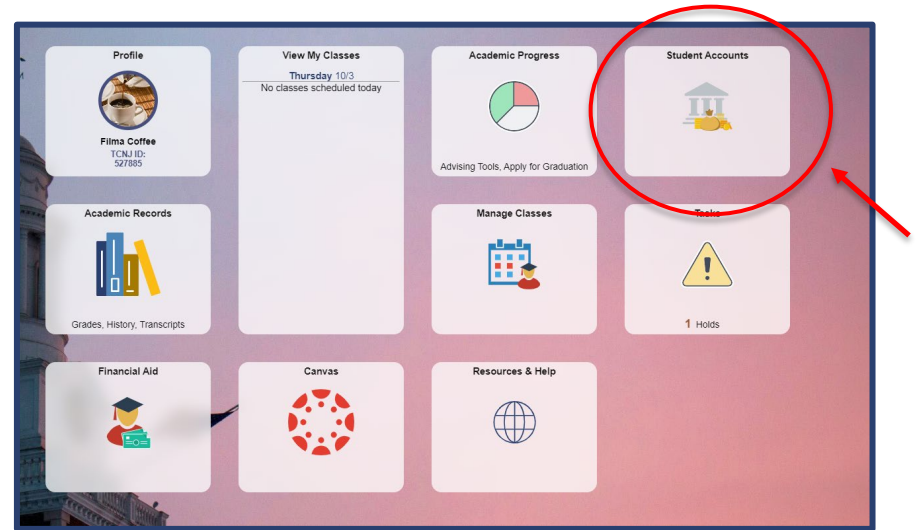 Profile
Filma Coffee
TCNJ ID:
527885
View My Classes
Thursday 10/3
No classes scheduled today
Academic Progress
Advising Tools, Apply for Graduation
Student Accounts
Academic Records
Grades, History, Transcripts
Manage Classes
Tasks
1 Holds
Financial Aid
Canvas
Resources & Help